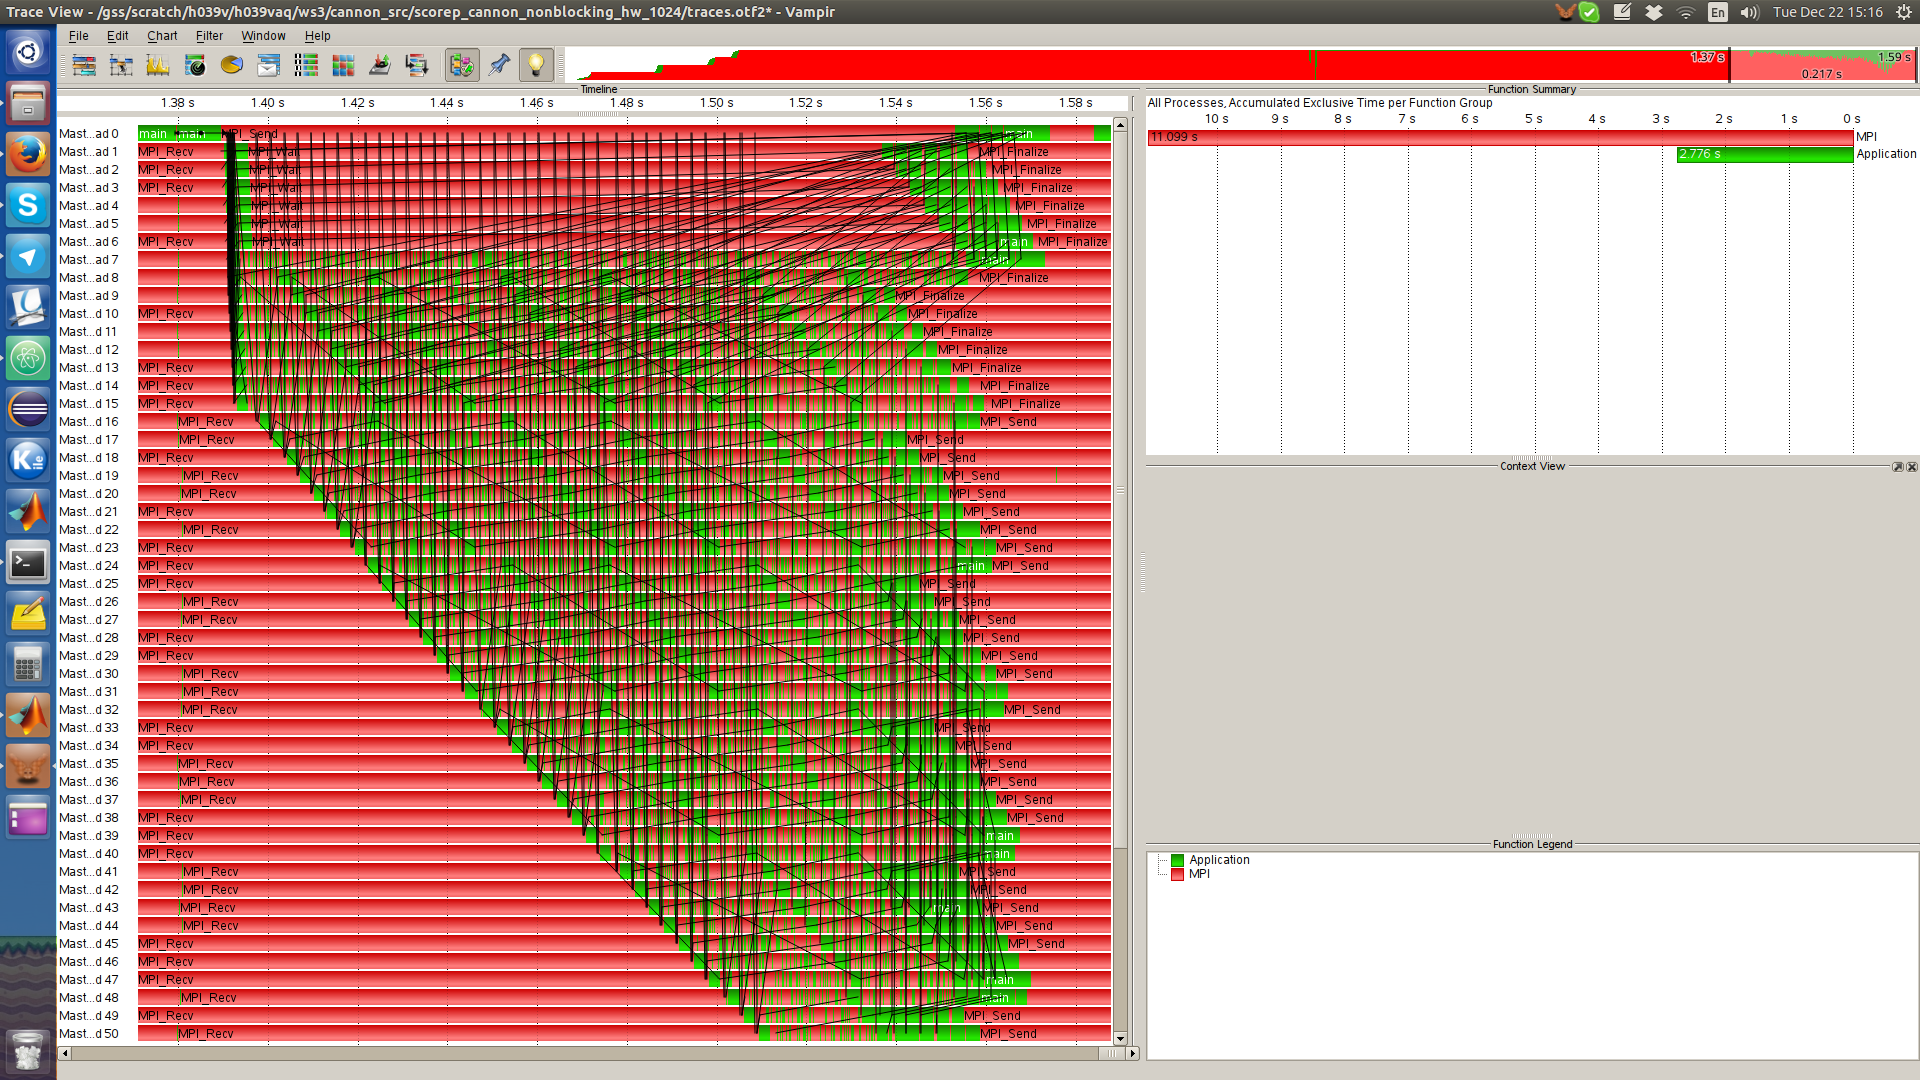 Trace View - /gss/scratch/h039v/h039vaq/ws3/cannon_src/scorep_cannon_nonblocking_hw_1024/traces.otf2* - Vampir
En
Tue Dec 22 15:16
File Edit Chart Filter Window Help
1.37 s 1.59 s
0.217 s
Timeline
1.38 s 1.40 s 1.42 s 1.44 s 1.46 s 1.48 s 1.50 s 1.52 s 1.54 s 1.56 s 1.58 s
Mast...ad 0 main main MPI_Send main
Mast...ad 1 MPI_Recv MPI_Wait MPI_Finalize
Mast...ad 2 MPI_Recv MPI_Wait MPI_Finalize
Mast...ad 3 MPI_Recv MPI_Wait MPI_Finalize
Mast...ad 4 MPI_Wait MPI_Finalize
Mast...ad 5 MPI_Wait MPI_Finalize
Mast...ad 6 MPI_Recv MPI_Wait main MPI_Finalize
Mast...ad 7 main
Mast...ad 8 MPI_Finalize
Mast...ad 9 MPI_Finalize
Mast...d 10 MPI_Recv MPI_Finalize
Mast...d 11 MPI_Finalize
Mast...d 12 MPI_Finalize
Mast...d 13 MPI_Recv MPI_Finalize
Mast...d 14 MPI_Recv MPI_Finalize
Mast...d 15 MPI_Recv MPI_Finalize
Mast...d 16 MPI_Recv MPI_Send
Mast...d 17 MPI_Recv MPI_Send
Mast...d 18 MPI_Recv MPI_Send
Mast...d 19 MPI_Recv MPI_Send
Mast...d 20 MPI_Recv MPI_Send
Mast...d 21 MPI_Recv MPI_Send
Mast...d 22 MPI_Recv MPI_Send
Mast...d 23 MPI_Recv MPI_Send
Mast...d 24 MPI_Recv main MPI_Send
Mast...d 25 MPI_Recv MPI_Send
Mast...d 26 MPI_Recv MPI_Send
Mast...d 27 MPI_Recv MPI_Send
Mast...d 28 MPI_Recv MPI_Send
Mast...d 29 MPI_Recv MPI_Send
Mast...d 30 MPI_Recv MPI_Send
Mast...d 31 MPI_Recv
Mast...d 32 MPI_Recv MPI_Send
Mast...d 33 MPI_Recv MPI_Send
Mast...d 34 MPI_Recv MPI_Send
Mast...d 35 MPI_Recv MPI_Send
Mast...d 36 MPI_Recv MPI_Send
Mast...d 37 MPI_Recv MPI_Send
Mast...d 38 MPI_Recv MPI_Send
Mast...d 39 MPI_Recv main
Mast...d 40 MPI_Recv main
Mast...d 41 MPI_Recv MPI_Send
Mast...d 42 MPI_Recv MPI_Send
Mast...d 43 MPI_Recv main MPI_Send
Mast...d 44 MPI_Recv MPI_Send
Mast...d 45 MPI_Recv MPI_Send
Mast...d 46 MPI_Recv
Mast...d 47 MPI_Recv main
Mast...d 48 MPI_Recv main
Mast...d 49 MPI_Recv MPI_Send
Mast...d 50 MPI_Recv MPI_Send
Function Summary
All Processes, Accumulated Exclusive Time per Function Group
10 s 9 s 8 s 7 s 6 s 5 s 4 s 3 s 2 s 1 s 0 s
11.099 s MPI
2.776 s Application
Context View
Function Legend
Application
MPI